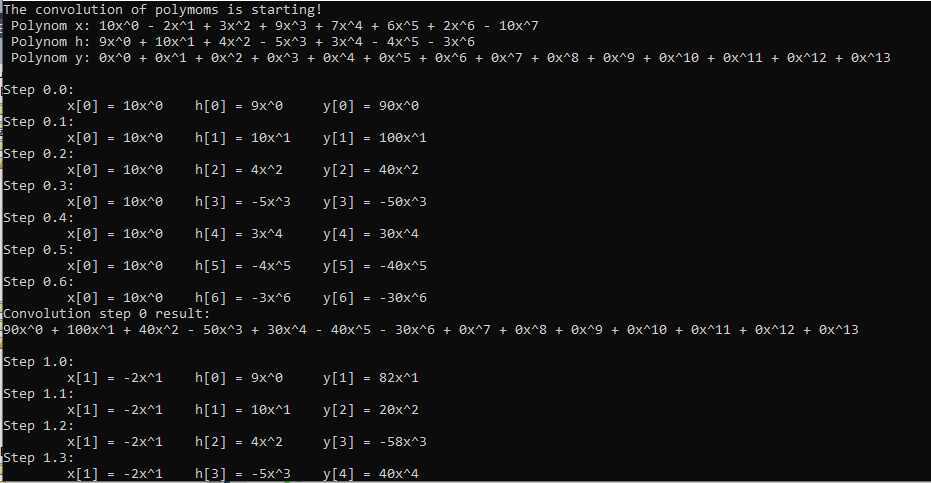 The convolution of polymoms is starting!
Polynom x: 10x^0 - 2x^1 + 3x^2 + 9x^3 + 7x^4 + 6x^5 + 2x^6 - 10x^7
Polynom h: 9x^0 + 10x^1 + 4x^2 - 5x^3 + 3x^4 - 4x^5 - 3x^6
Polynom y: 0x^0 + 0x^1 + 0x^2 + 0x^3 + 0x^4 + 0x^5 + 0x^6 + 0x^7 + 0x^8 + 0x^9 + 0x^10 + 0x^11 + 0x^12 + 0x^13
Step 0.0:
x[0] = 10x^0 h[0] = 9x^0 y[0] = 90x^0
Step 0.1:
x[0] = 10x^0 h[1] = 10x^1 y[1] = 100x^1
Step 0.2:
x[0] = 10x^0 h[2] = 4x^2 y[2] = 40x^2
Step 0.3:
x[0] = 10x^0 h[3] = -5x^3 y[3] = -50x^3
Step 0.4:
x[0] = 10x^0 h[4] = 3x^4 y[4] = 30x^4
Step 0.5:
x[0] = 10x^0 h[5] = -4x^5 y[5] = -40x^5
Step 0.6:
x[0] = 10x^0 h[6] = -3x^6 y[6] = -30x^6
Convolution step 0 result:
90x^0 + 100x^1 + 40x^2 - 50x^3 + 30x^4 - 40x^5 - 30x^6 + 0x^7 + 0x^8 + 0x^9 + 0x^10 + 0x^11 + 0x^12 + 0x^13
Step 1.0:
x[1] = -2x^1 h[0] = 9x^0 y[1] = 82x^1
Step 1.1:
x[1] = -2x^1 h[1] = 10x^1 y[2] = 20x^2
Step 1.2:
x[1] = -2x^1 h[2] = 4x^2 y[3] = -58x^3
Step 1.3:
x[1] = -2x^1 h[3] = -5x^3 y[4] = 40x^4